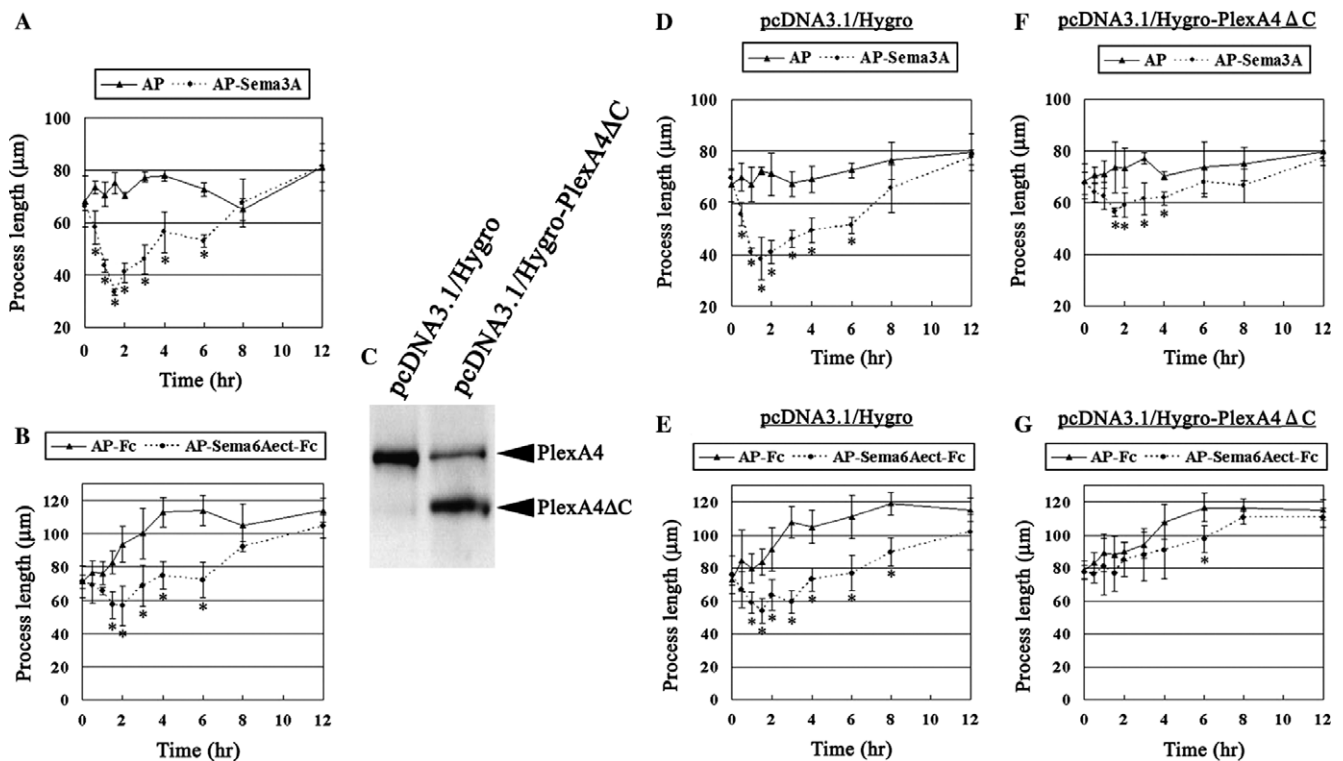 A
AP AP-Sema3A
Process length (µm)
100
80
60
40
20
* * * * * * *
0 2 4 6 8 10 12
Time (hr)
B
AP-Fc AP-Sema6Aect-Fc
Process length (µm)
120
100
80
60
40
20
0
* * * * *
0 2 4 6 8 10 12
Time (hr)
C
pcDNA3.1/Hygro
pcDNA3.1/Hygro-PlexA4ΔC
PlexA4
PlexA4ΔC
D
pcDNA3.1/Hygro
AP AP-Sema3A
Process length (µm)
100
80
60
40
20
* * * * * * *
0 2 4 6 8 10 12
Time (hr)
E
pcDNA3.1/Hygro
AP-Fc AP-Sema6Aect-Fc
Process length (µm)
120
100
80
60
40
20
0
* * * * * * *
0 2 4 6 8 10 12
Time (hr)
F
pcDNA3.1/Hygro-PlexA4 Δ C
AP AP-Sema3A
Process length (µm)
100
80
60
40
20
* * * *
0 2 4 6 8 10 12
Time (hr)
G
pcDNA3.1/Hygro-PlexA4 Δ C
AP-Fc AP-Sema6Aect-Fc
Process length (µm)
120
100
80
60
40
20
0
*
0 2 4 6 8 10 12
Time (hr)